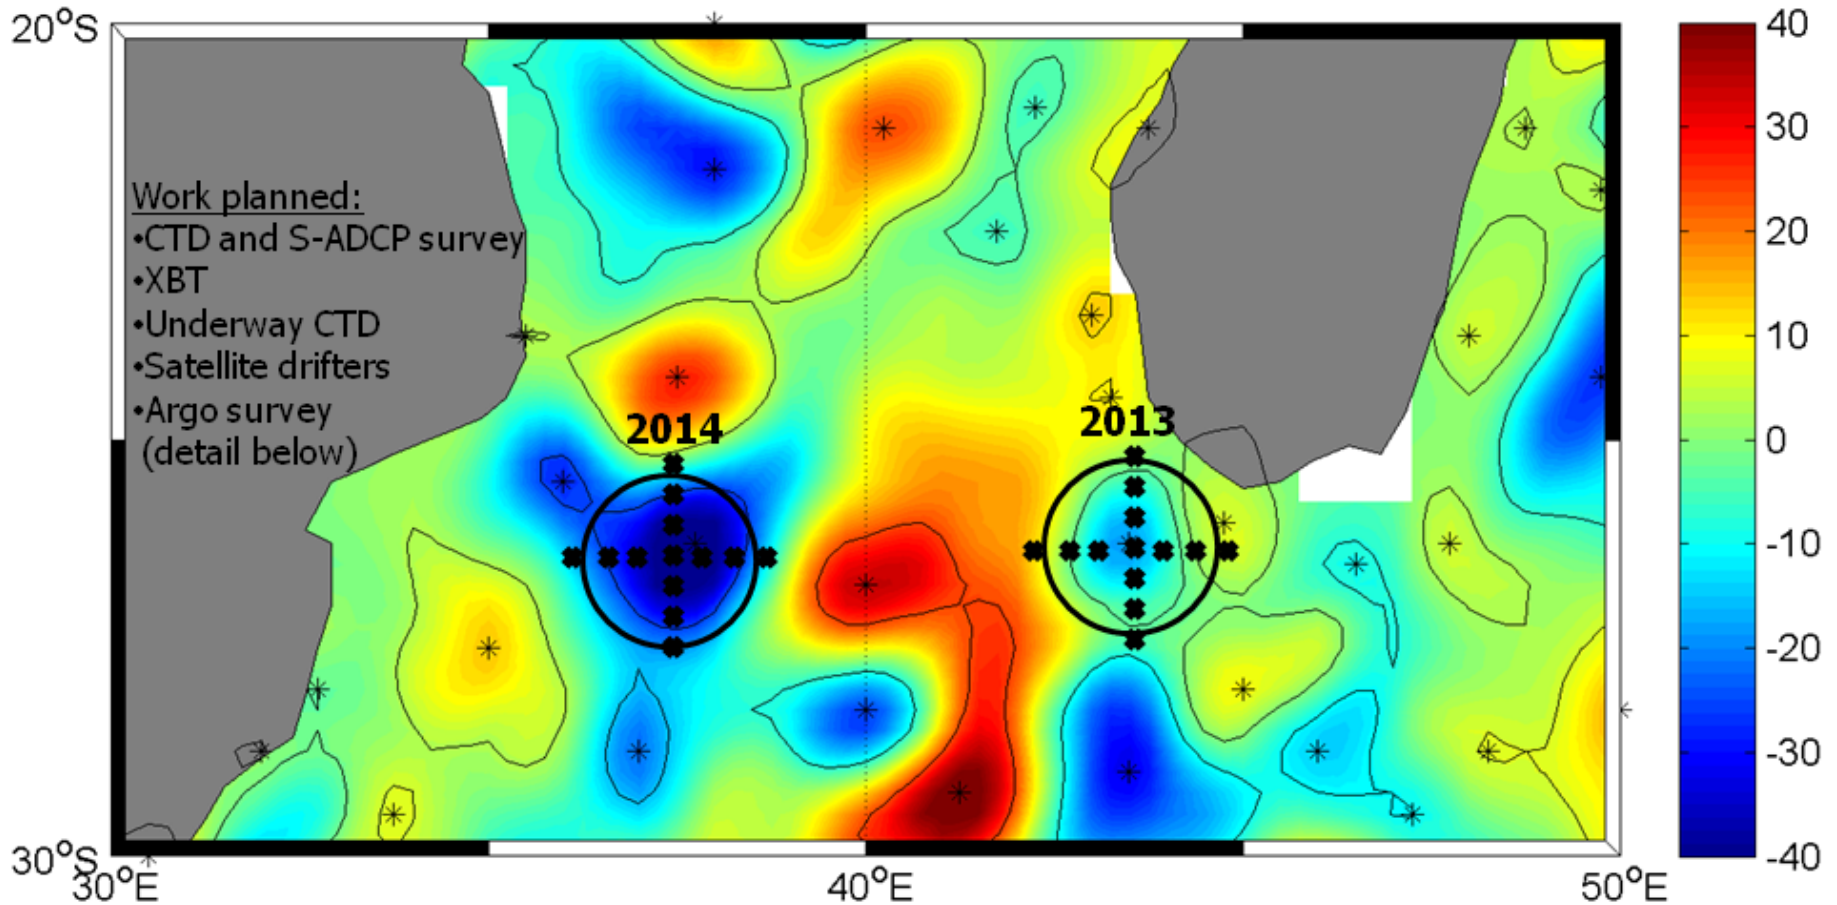 20°S
Work planned:
•CTD and S-ADCP survey
•XBT
•Underway CTD
•Satellite drifters
•Argo survey
(detail below)
2014
2013
30°S
30°E
40°E
50°E
40
30
20
10
0
-10
-20
-30
-40